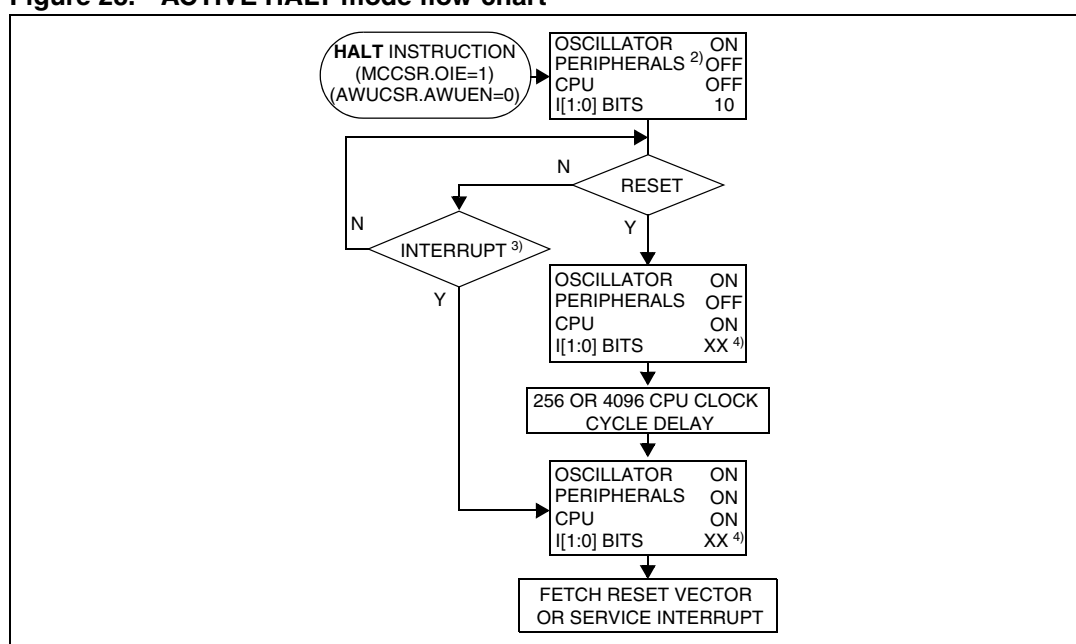 Figure 28. ACTIVE HALT mode flow-chart
HALT INSTRUCTION
(MCCSR.OIE=1)
(AWUCSR.AWUEN=0)
OSCILLATOR ON
PERIPHERALS 2) OFF
CPU OFF
I[1:0] BITS 10
N
RESET
Y
N
INTERRUPT 3)
Y
OSCILLATOR ON
PERIPHERALS OFF
CPU ON
I[1:0] BITS XX 4)
256 OR 4096 CPU CLOCK
CYCLE DELAY
OSCILLATOR ON
PERIPHERALS ON
CPU ON
I[1:0] BITS XX 4)
FETCH RESET VECTOR
OR SERVICE INTERRUPT